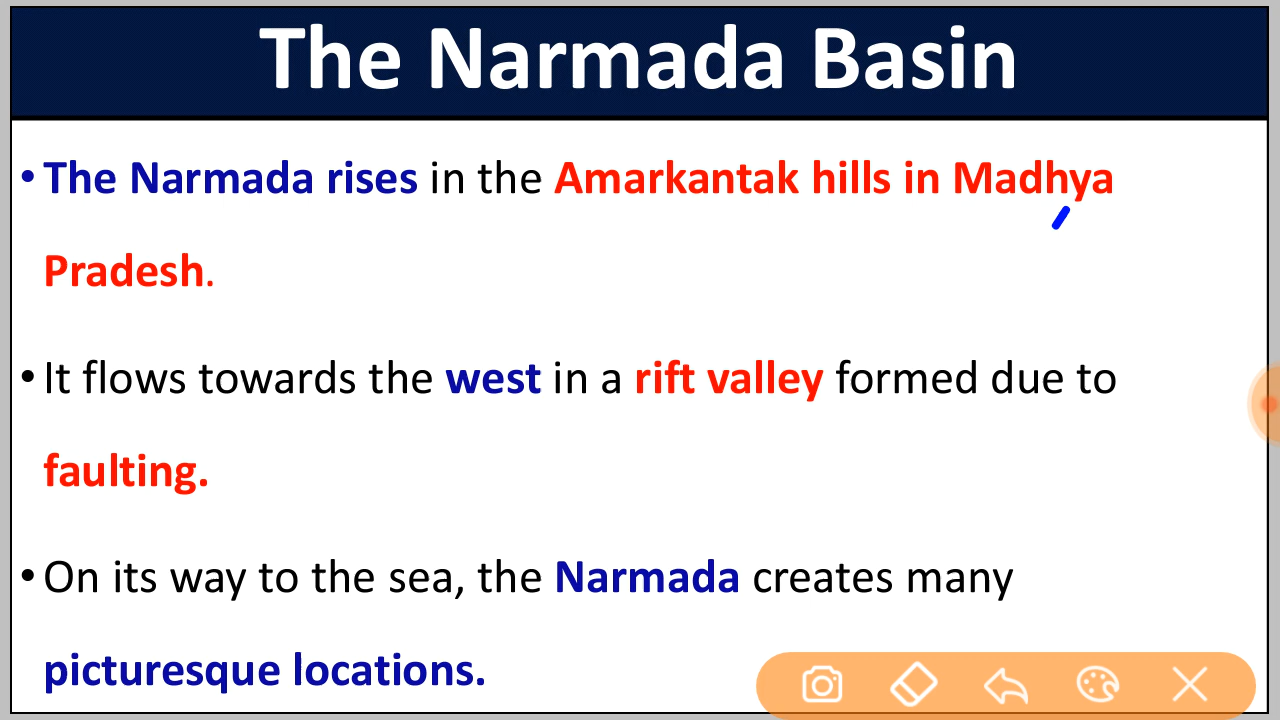 The Narmada Basin
• The Narmada rises in the Amarkantak hills in Madhya
Pradesh.
• It flows towards the west in a rift valley formed due to
faulting.
• On its way to the sea, the Narmada creates many
picturesque locations.